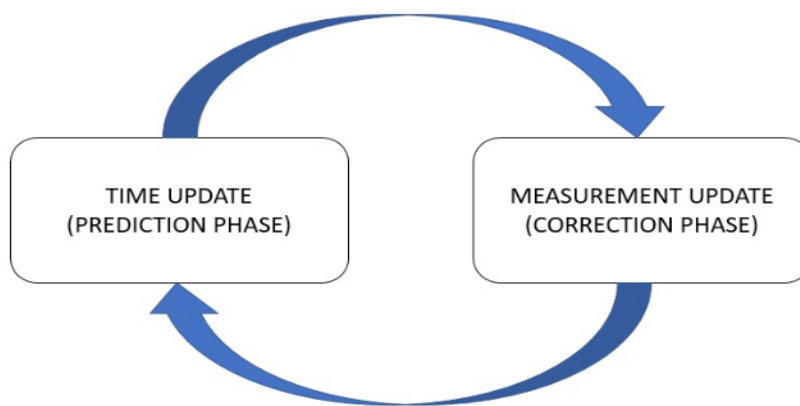 TIME UPDATE
(PREDICTION PHASE)
MEASUREMENT UPDATE
(CORRECTION PHASE)